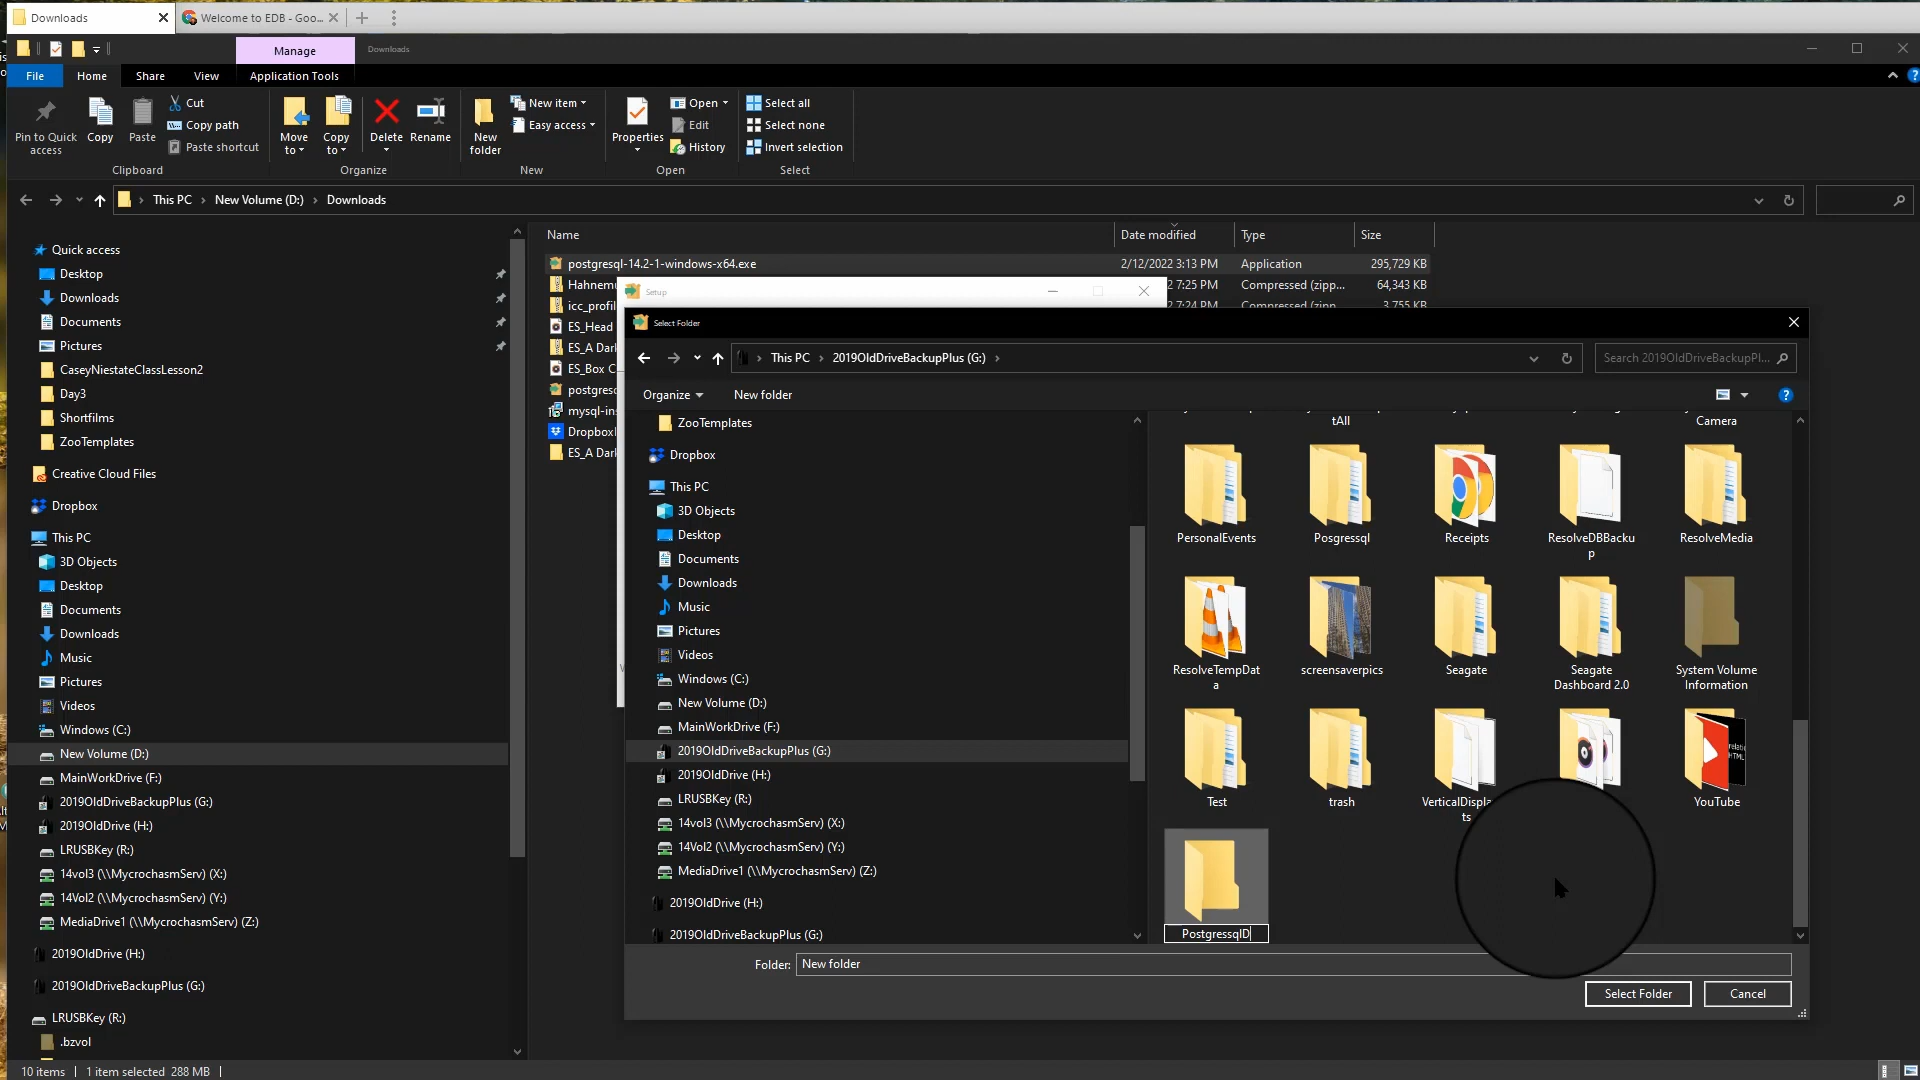 Downloads
Welcome to EDB - Goo...
Manage
Downloads
File
Home
Share
View
Application Tools
Pin to Quick access
Copy
Paste
Cut
Copy path
Paste shortcut
Clipboard
Move to
Copy to
Delete
Rename
Organize
New folder
New item
Easy access
New
Properties
Open
Edit
History
Open
Select all
Select none
Invert selection
Select
This PC > New Volume (D:) > Downloads
Name
Date modified
Type
Size
postgresql-14.2-1-windows-x64.exe
2/12/2022 3:13 PM
Application
295,729 KB
Hahnem
2 7:25 PM
Compressed (zipp...
64,343 KB
icc_profil
2 7:24 PM
Compressed (zipp
3,755 KB
ES_Head
ES_A Dark
ES_Box C
postgresq
mysql-ins
DropboxI
ES_A Dark
Quick access
Desktop
Downloads
Documents
Pictures
CaseyNiestateClassLesson2
Day3
Shortfilms
ZooTemplates
Creative Cloud Files
Dropbox
This PC
3D Objects
Desktop
Documents
Downloads
Music
Pictures
Videos
Windows (C:)
New Volume (D:)
MainWorkDrive (F:)
2019OldDriveBackupPlus (G:)
2019OldDrive (H:)
LRUSBKey (R:)
14vol3 (\\MycrochasmServ) (X:)
14Vol2 (\\MycrochasmServ) (Y:)
MediaDrive1 (\\MycrochasmServ) (Z:)
2019OldDrive (H:)
2019OldDriveBackupPlus (G:)
LRUSBKey (R:)
.bzvol
10 items
1 item selected 288 MB
Setup
Select Folder
This PC > 2019OldDriveBackupPlus (G:) >
Search 2019OldDriveBackupPl...
Organize
New folder
ZooTemplates
Dropbox
This PC
3D Objects
Desktop
Documents
Downloads
Music
Pictures
Videos
Windows (C:)
New Volume (D:)
MainWorkDrive (F:)
2019OldDriveBackupPlus (G:)
2019OldDrive (H:)
LRUSBKey (R:)
14vol3 (\\MycrochasmServ) (X:)
14Vol2 (\\MycrochasmServ) (Y:)
MediaDrive1 (\\MycrochasmServ) (Z:)
2019OldDrive (H:)
2019OldDriveBackupPlus (G:)
tAll
Camera
PersonalEvents
Posgressql
Receipts
ResolveDBBacku
p
ResolveMedia
ResolveTempDat
a
screensaverpics
Seagate
Seagate
Dashboard 2.0
System Volume
Information
Test
trash
VerticalDispla
ts
YouTube
PostgressqlD
Folder:
New folder
Select Folder
Cancel